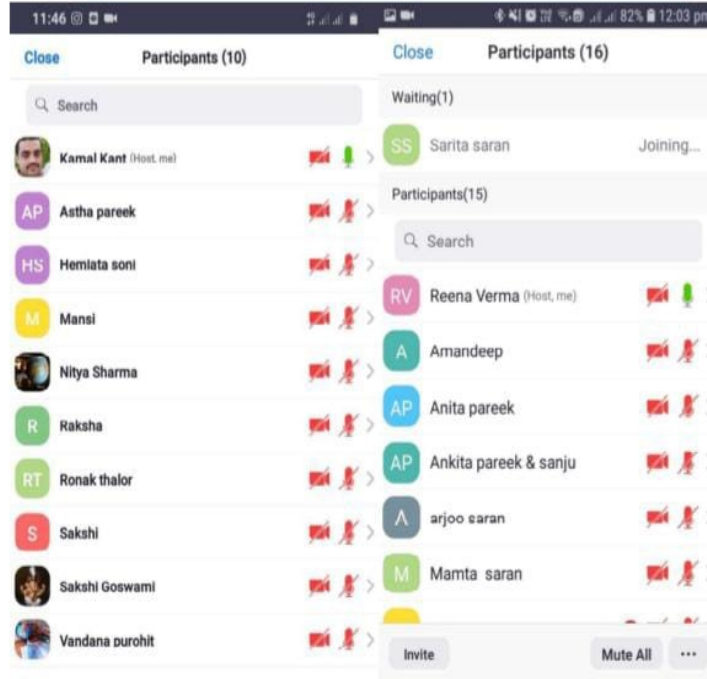 11:46
Close Participants (10)
Search
Kamal Kant (Host, me)
AP Astha pareek
HS Hemlata soni
M Mansi
Nitya Sharma
R Raksha
RT Ronak thalor
S Sakshi
Sakshi Goswami
Vandana purohit
82% 12:03 pm
Close Participants (16)
Waiting(1)
SS Sarita saran Joining...
Participants(15)
Search
RV Reena Verma (Host, me)
A Amandeep
AP Anita pareek
AP Ankita pareek & sanju
A arjoo saran
M Mamta saran
Invite Mute All ...